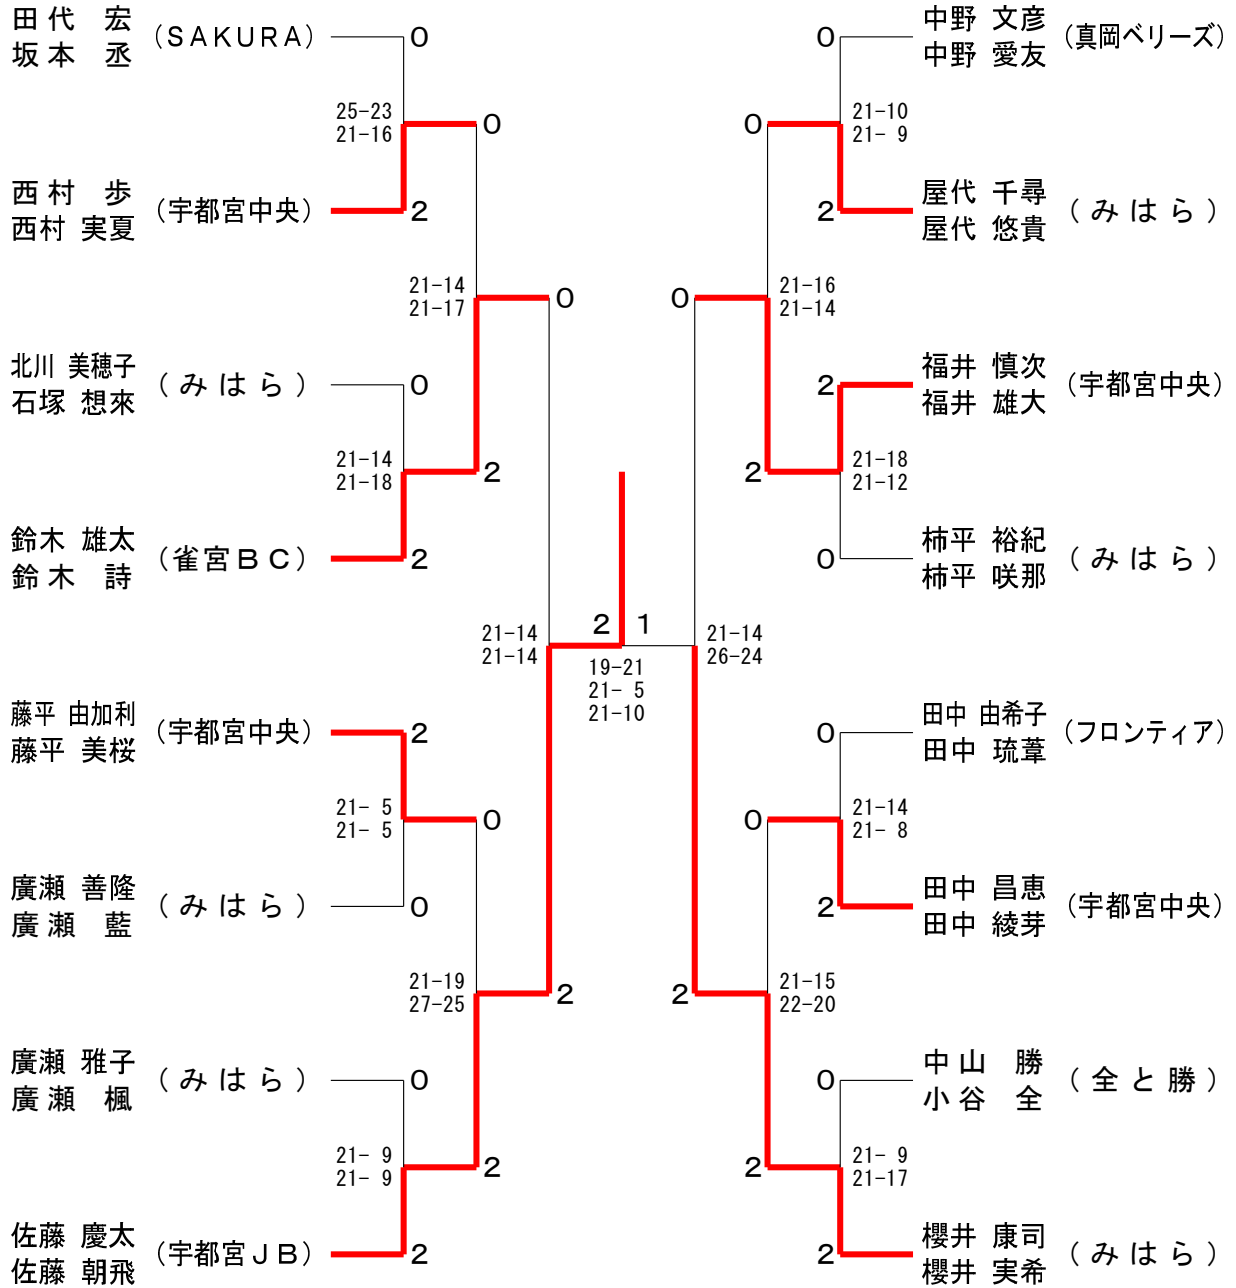 田代 宏
坂本 丞
(SAKURA)
0
25-23
21-16
0
西村 歩
西村 実夏
(宇都宮中央)
2
21-14
21-17
0
北川 美穂子
石塚 想來
(みはら)
0
21-14
21-18
2
鈴木 雄太
鈴木 詩
(雀宮BC)
2
21-14
21-14
藤平 由加利
藤平 美桜
(宇都宮中央)
2
21- 5
21- 5
0
廣瀬 善隆
廣瀬 藍
(みはら)
0
21-19
27-25
2
廣瀬 雅子
廣瀬 楓
(みはら)
0
21- 9
21- 9
2
佐藤 慶太
佐藤 朝飛
(宇都宮JB)
2
2 1
19-21
21- 5
21-10
0
中野 文彦
中野 愛友
(真岡ベリーズ)
0
21-10
21- 9
2
屋代 千尋
屋代 悠貴
(みはら)
0
21-16
21-14
2
福井 慎次
福井 雄大
(宇都宮中央)
2
21-18
21-12
0
柿平 裕紀
柿平 咲那
(みはら)
21-14
26-24
0
田中 由希子
田中 琉葦
(フロンティア)
0
21-14
21- 8
2
田中 昌恵
田中 綾芽
(宇都宮中央)
2
21-15
22-20
0
中山 勝
小谷 全
(全と勝)
2
21- 9
21-17
2
櫻井 康司
櫻井 実希
(みはら)